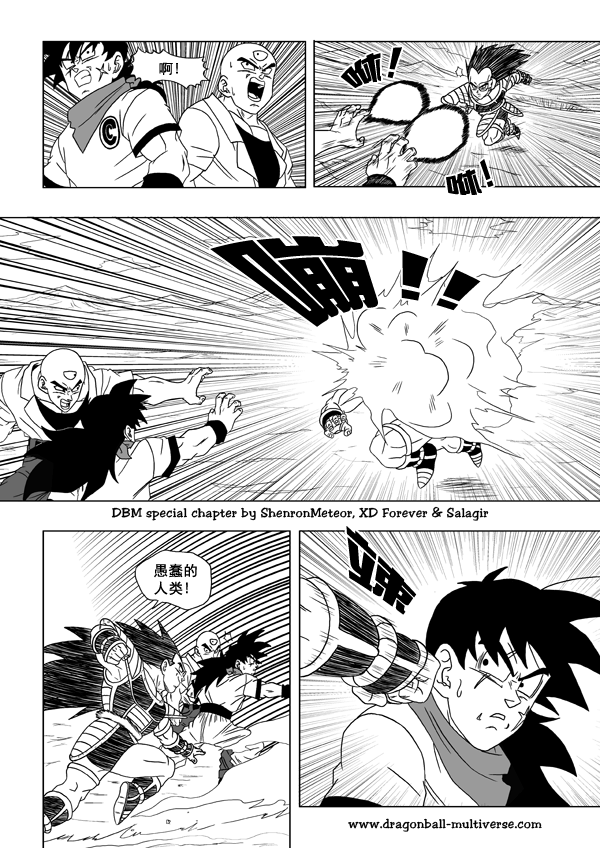 啊！
咻！
咻！
嘣！！
DBM special chapter by ShenronMeteor, XD Forever & Salagir
愚蠢的
人类！
www.dragonball-multiverse.com